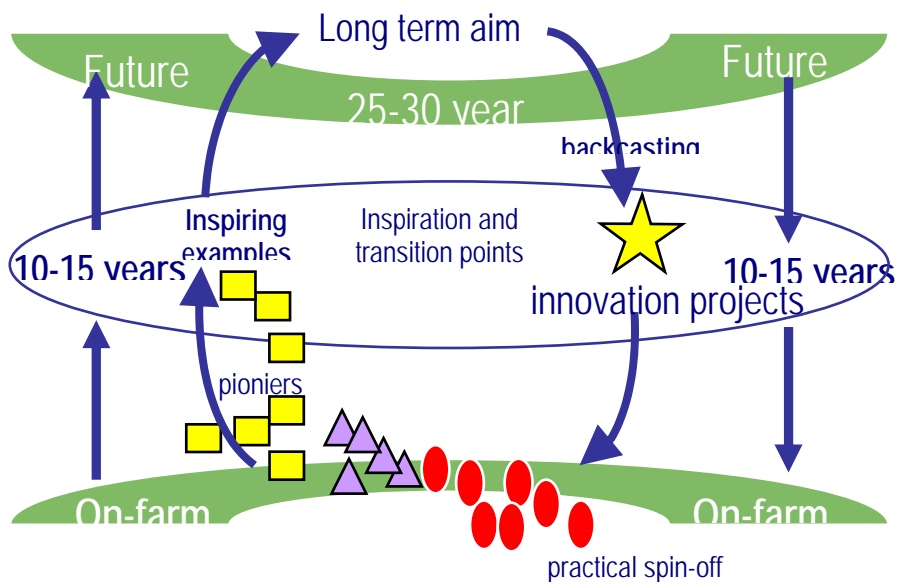 Long term aim
Future
Future
25-30 year
backcasting
Inspiring
examples
Inspiration and
transition points
10-15 years
10-15 years
innovation projects
pioniers
On-farm
On-farm
practical spin-off